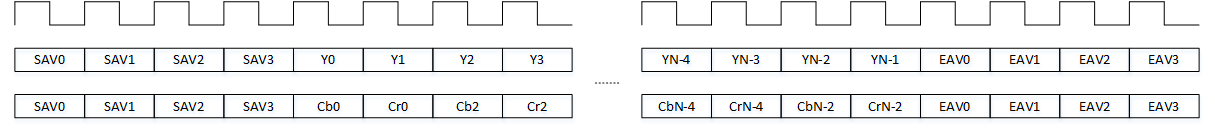 SAV0 SAV1 SAV2 SAV3 Y0 Y1 Y2 Y3 YN-4 YN-3 YN-2 YN-1 EAV0 EAV1 EAV2 EAV3
.......
SAV0 SAV1 SAV2 SAV3 Cb0 Cr0 Cb2 Cr2 CbN-4 CrN-4 CbN-2 CrN-2 EAV0 EAV1 EAV2 EAV3